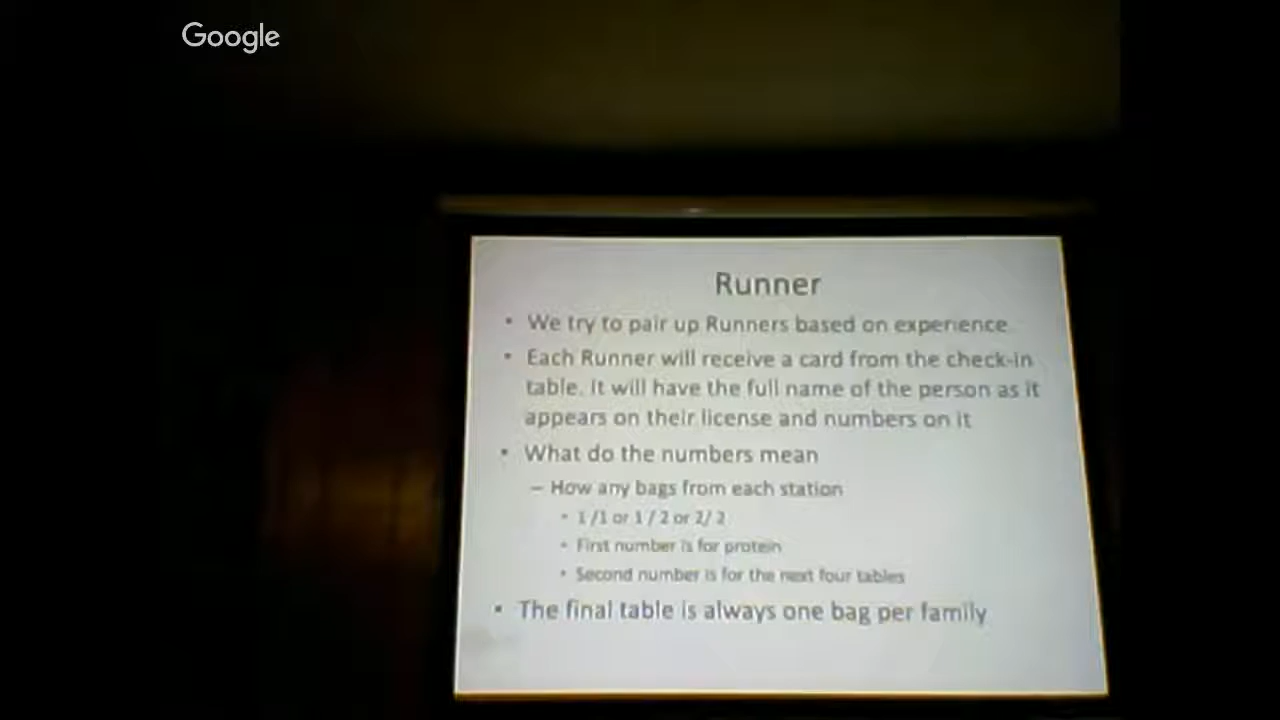 Google
Runner
• We try to pair up Runners based on experience
• Each Runner will receive a card from the check-in
table. It will have the full name of the person as it
appears on their license and numbers on it
• What do the numbers mean
– How any bags from each station
• 1 /1 or 1 / 2 or 2/ 2
• First number is for protein
• Second number is for the next four tables
• The final table is always one bag per family